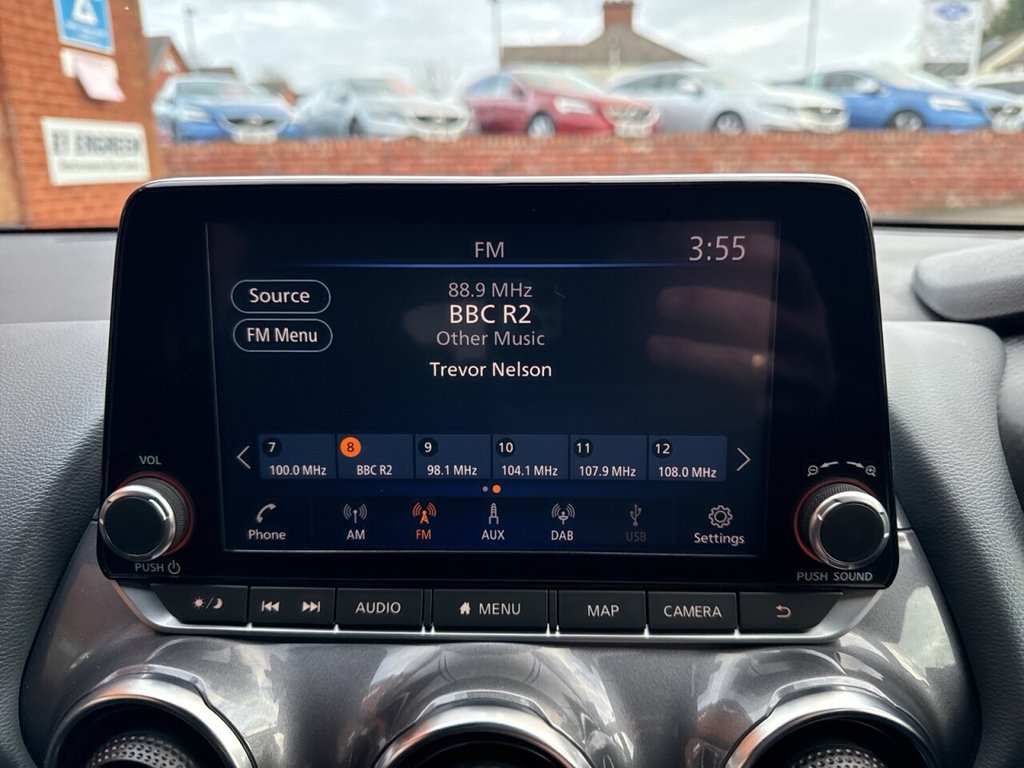 FM
3:55
Source
FM Menu
88.9 MHz
BBC R2
Other Music
Trevor Nelson
7
100.0 MHz
8
BBC R2
9
98.1 MHz
10
104.1 MHz
11
107.9 MHz
12
108.0 MHz
Phone
AM
FM
AUX
DAB
USB
Settings
VOL
PUSH
PUSH SOUND
AUDIO
MENU
MAP
CAMERA